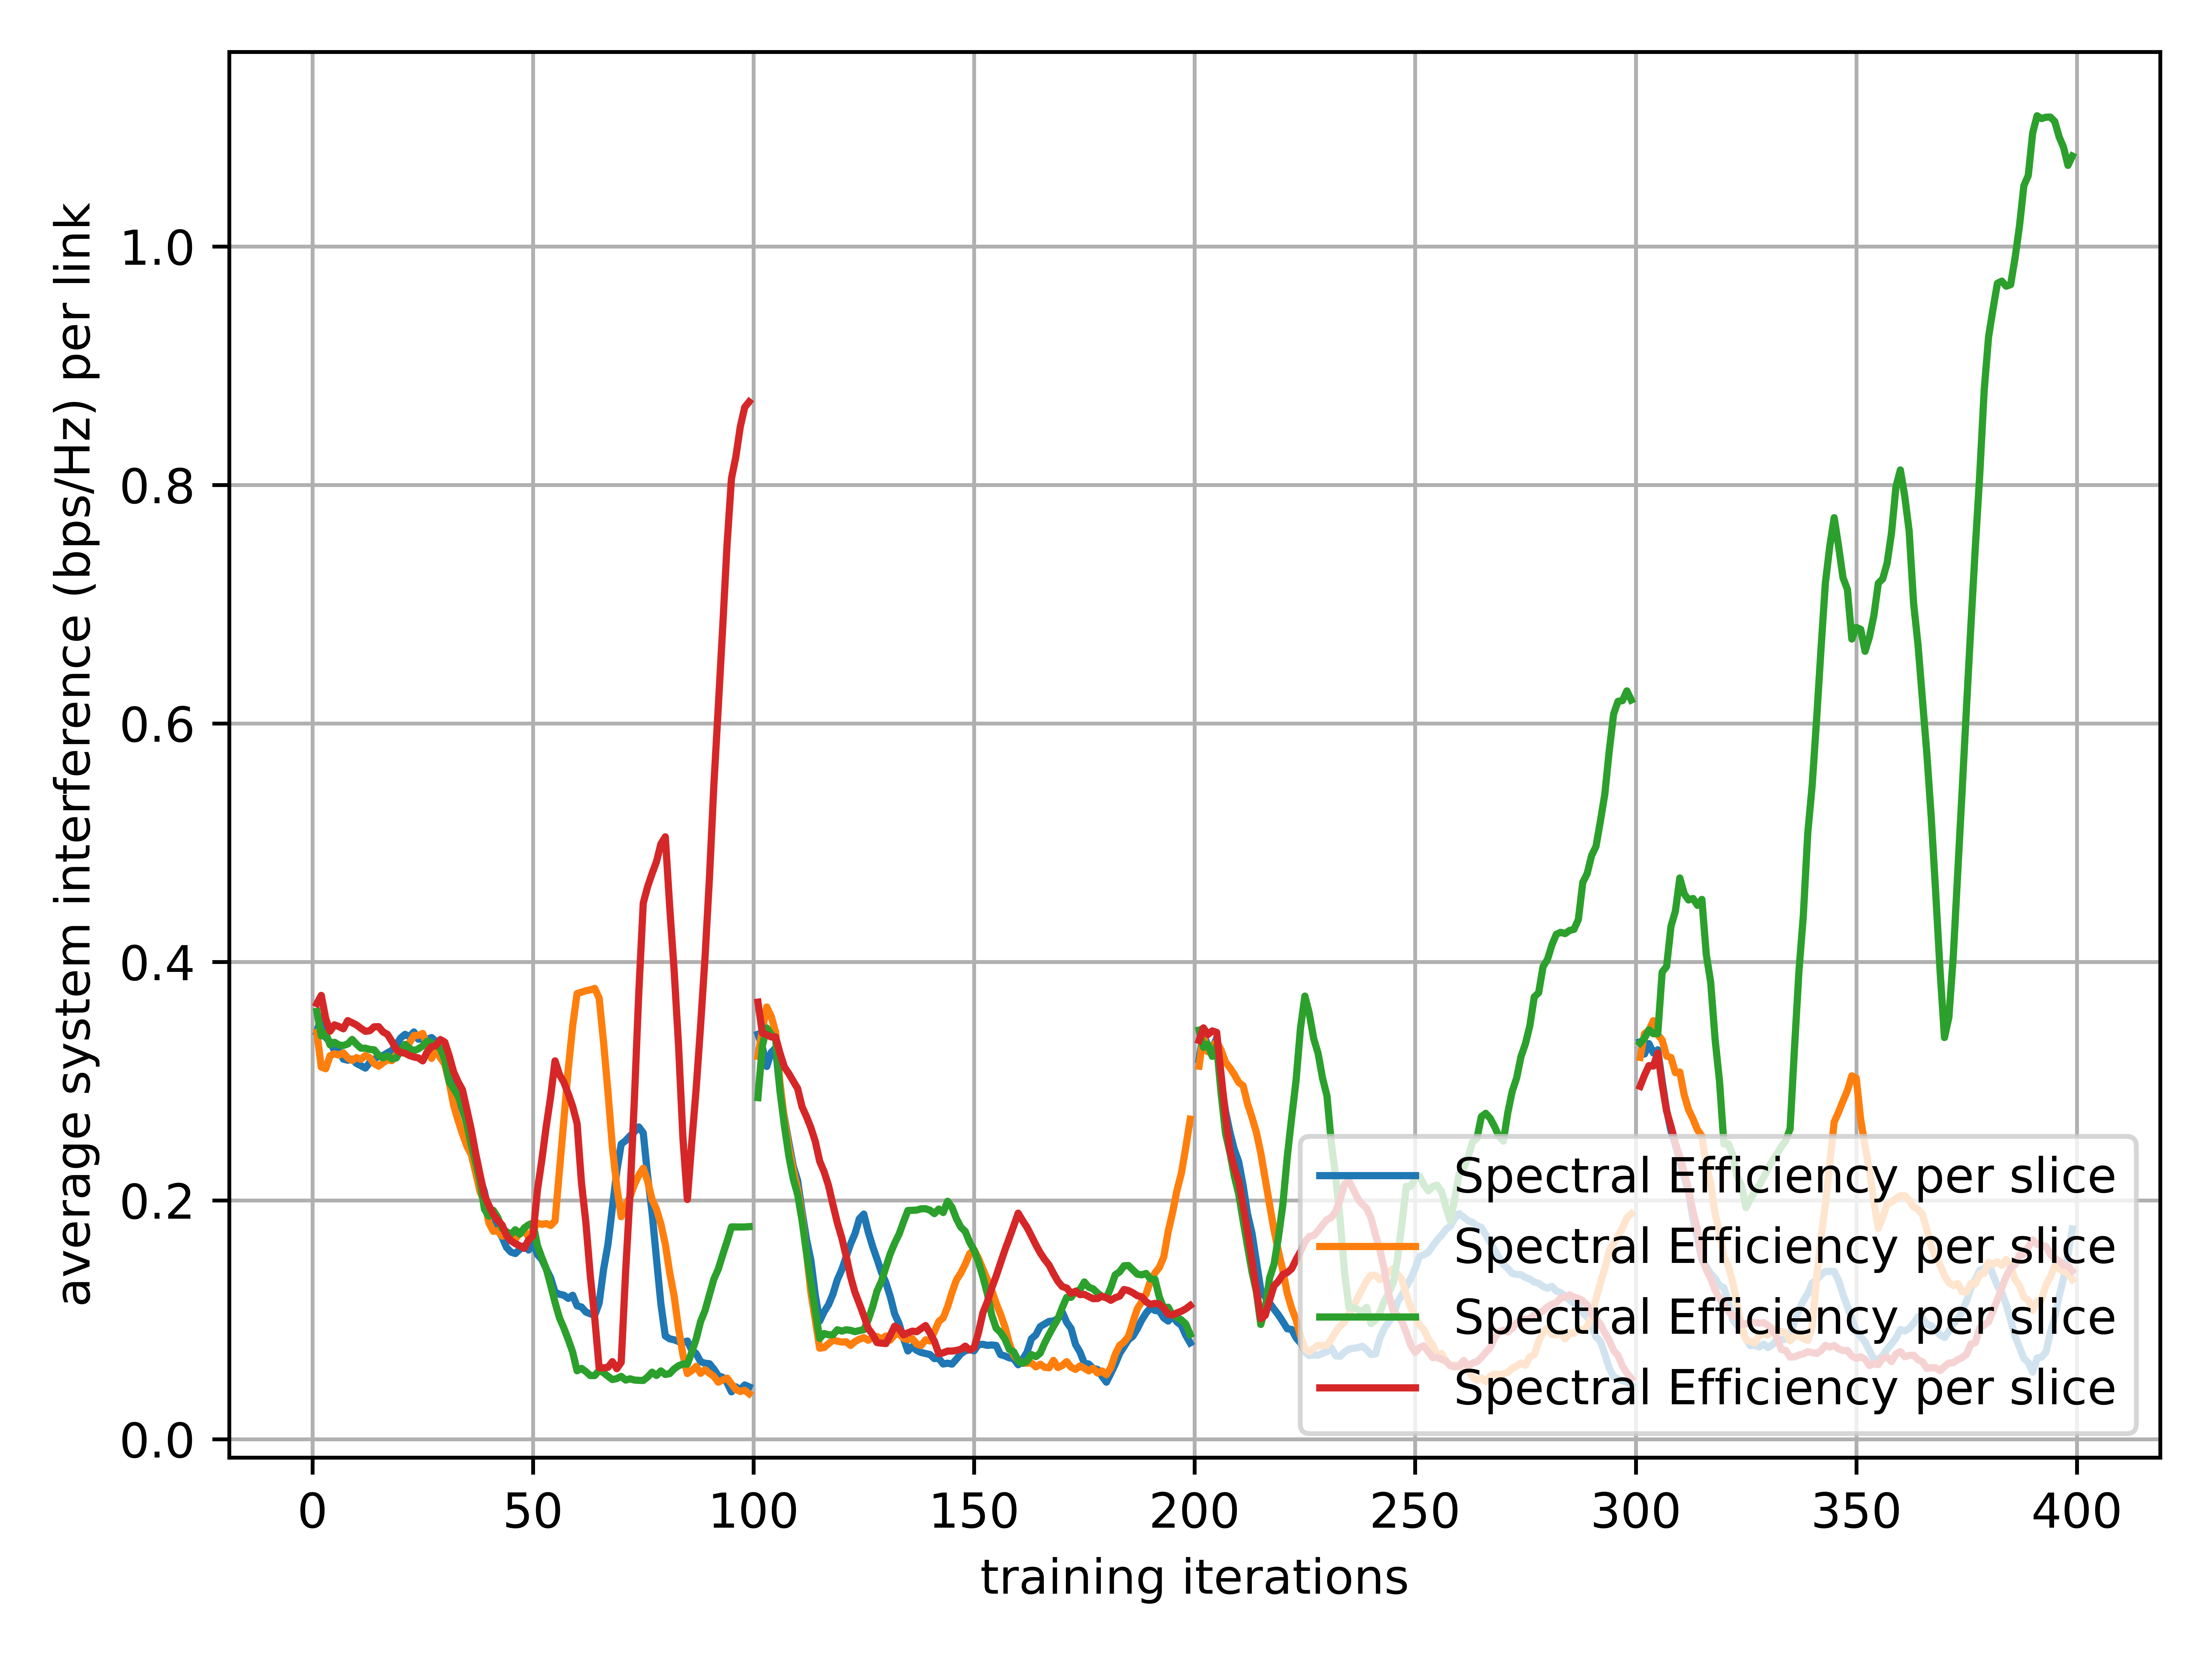 average system interference (bps/Hz) per link
1.0
0.8
0.6
0.4
0.2
0.0
Spectral Efficiency per slice
Spectral Efficiency per slice
Spectral Efficiency per slice
Spectral Efficiency per slice
0 50 100 150 200 250 300 350 400
training iterations